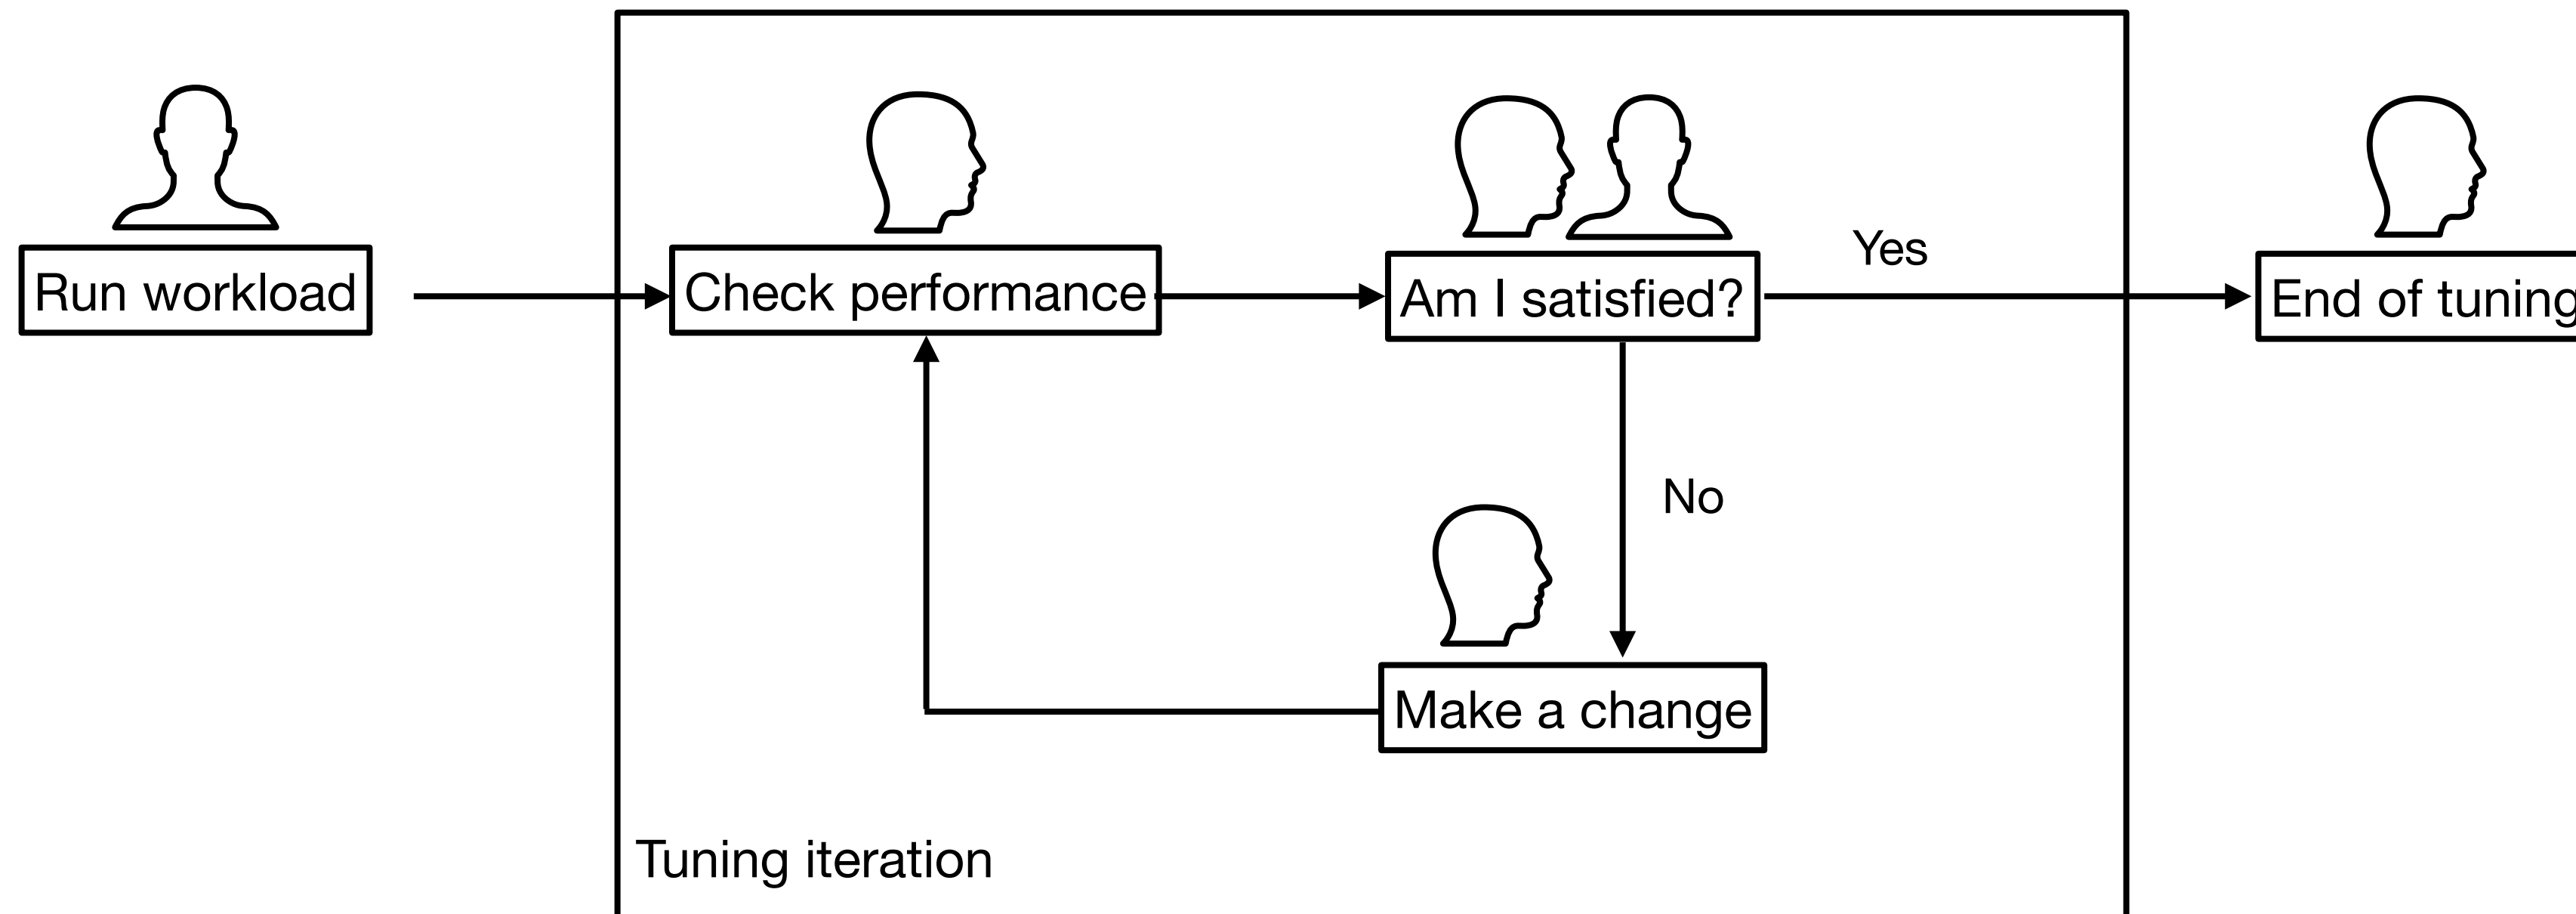 Run workload
Check performance
Am I satisfied?
Yes
End of tuning
No
Make a change
Tuning iteration